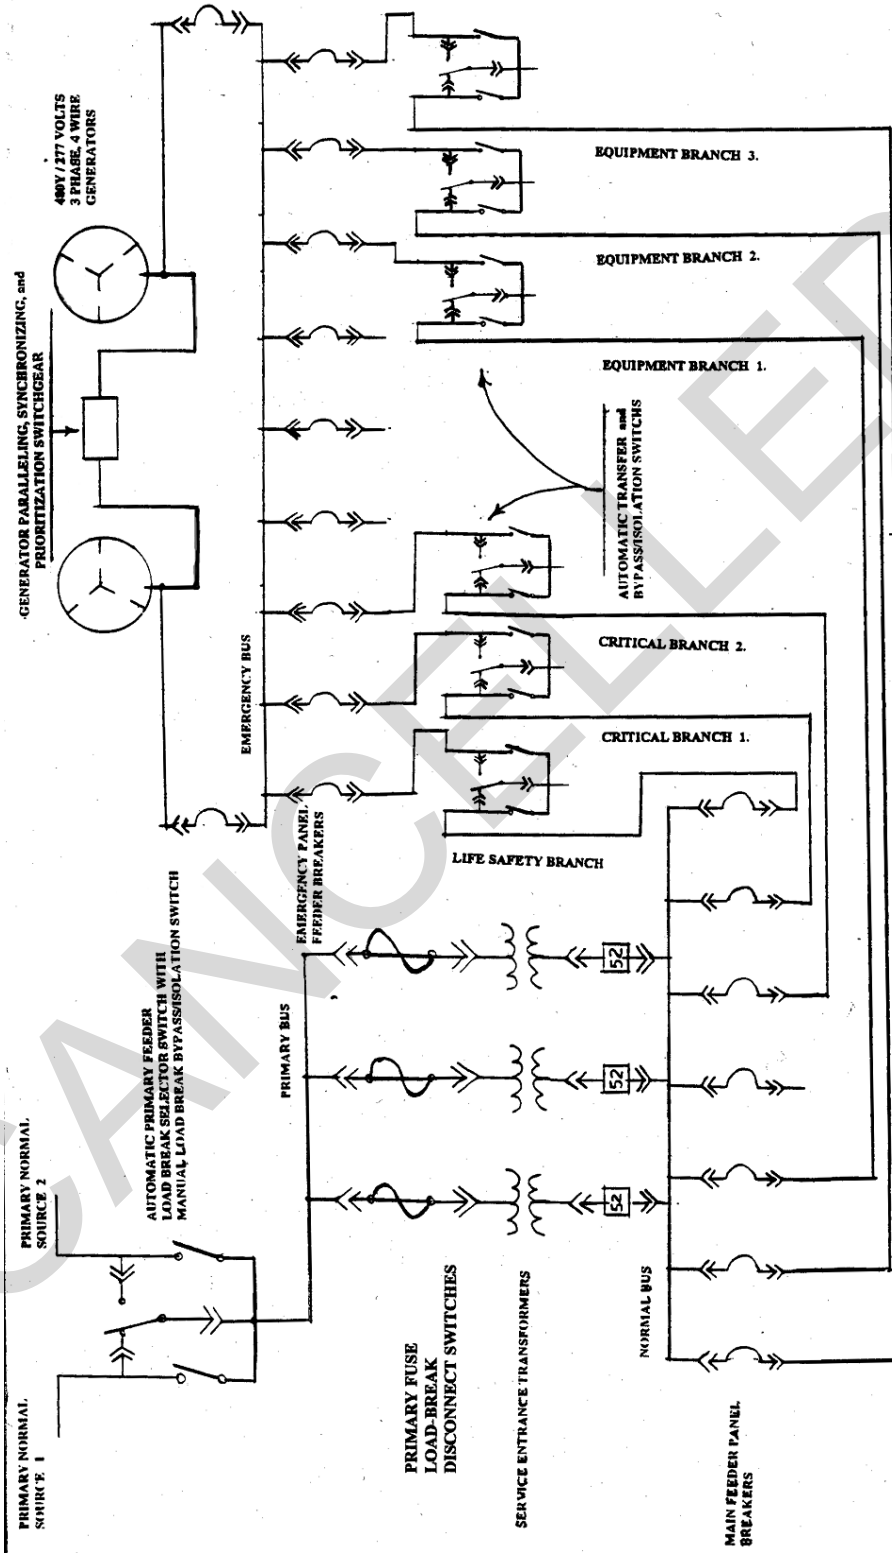 PRIMARY NORMAL
SOURCE 1
PRIMARY NORMAL
SOURCE 2
AUTOMATIC PRIMARY FEEDER
LOAD BREAK SELECTOR SWITCH WITH
MANUAL LOAD BREAK BYPASS/ISOLATION SWITCH
GENERATOR PARALLELING, SYNCHRONIZING, and
PRIORITIZATION SWITCHGEAR
480Y / 277 VOLTS
3 PHASE, 4 WIRE
GENERATORS
EMERGENCY BUS
PRIMARY BUS
EMERGENCY PANEL
FEEDER BREAKERS
PRIMARY FUSE
LOAD-BREAK
DISCONNECT SWITCHES
LIFE SAFETY BRANCH
CRITICAL BRANCH 1.
CRITICAL BRANCH 2.
AUTOMATIC TRANSFER and
BYPASS/ISOLATION SWITCHS
EQUIPMENT BRANCH 1.
EQUIPMENT BRANCH 2.
EQUIPMENT BRANCH 3.
SERVICE ENTRANCE TRANSFORMERS
52
52
52
NORMAL BUS
MAIN FEEDER PANEL
BREAKERS
CANCELLED